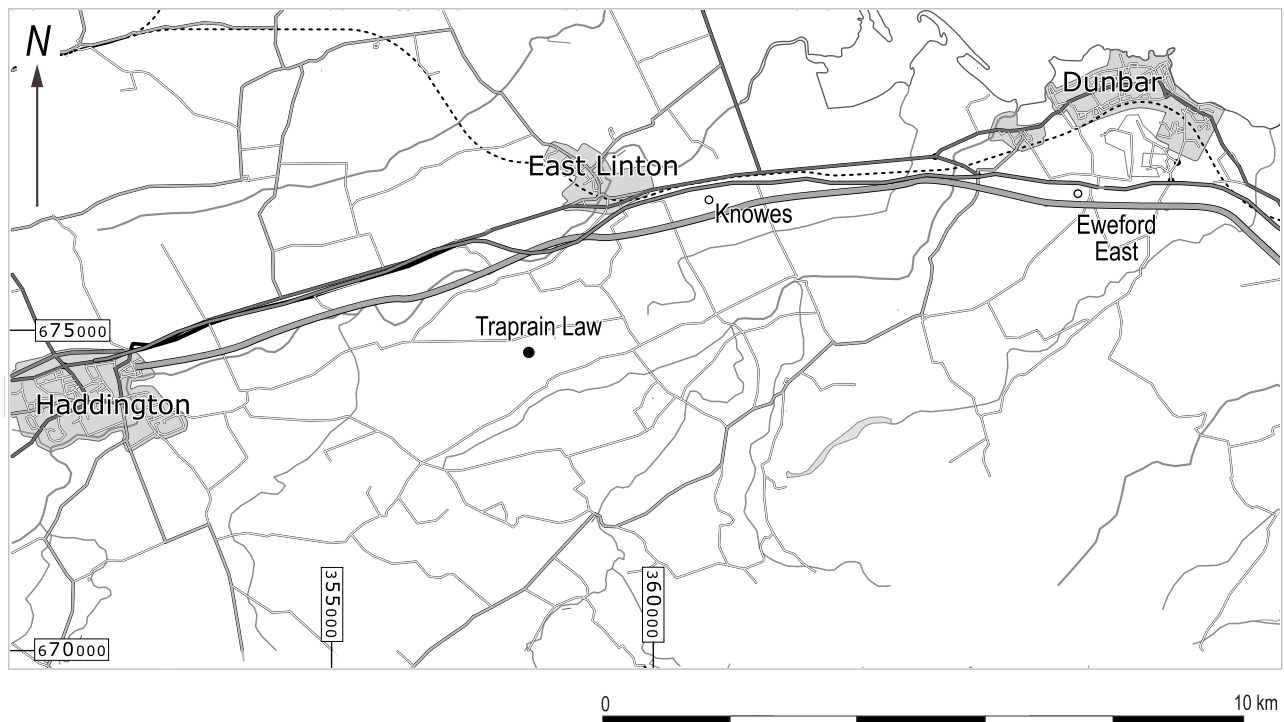 N
Dunbar
East Linton
Knowes
Eweford
East
675000
Traprain Law
Haddington
355000
360000
670000
0
10 km